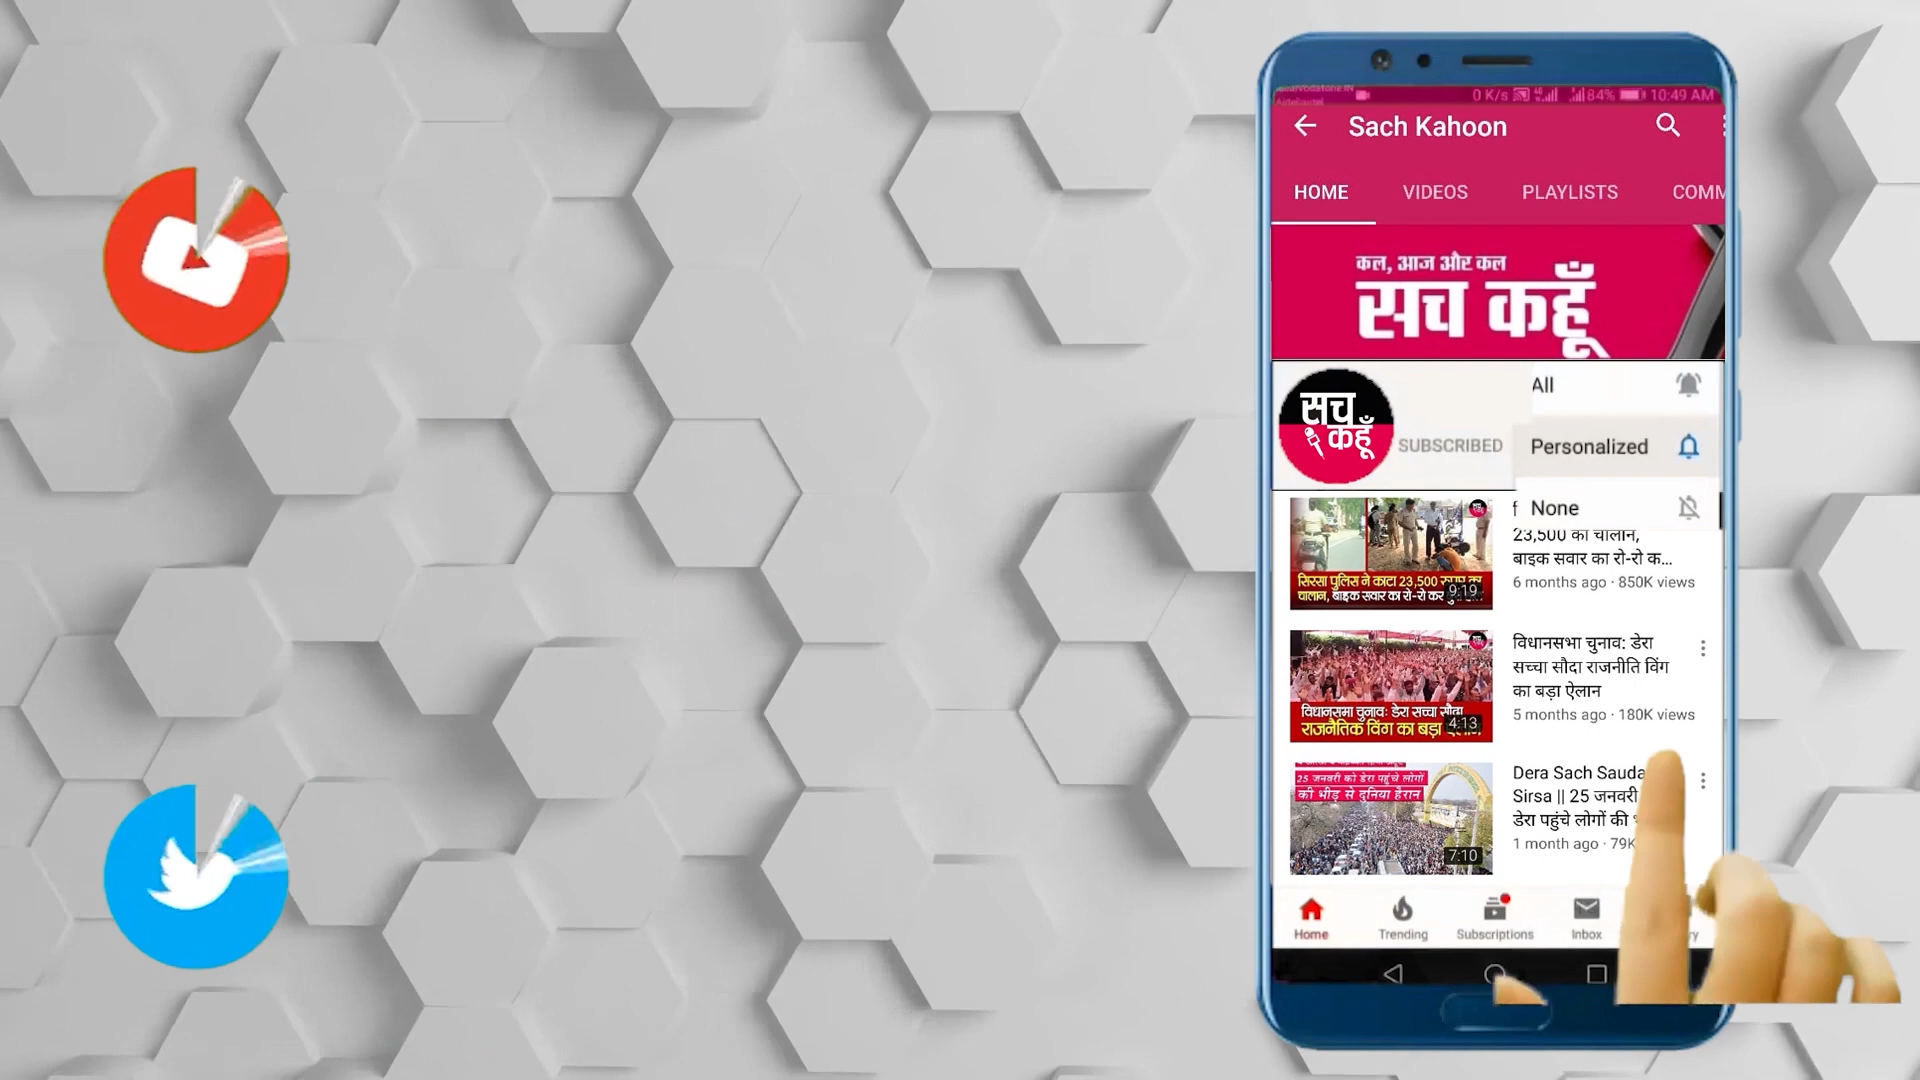 0 K/s 84% 10:49 AM
Sach Kahoon
HOME VIDEOS PLAYLISTS COMM
कल, आज और कल
सच कहूँ
सच
कहूँ
SUBSCRIBED
All
Personalized
None
सिरसा पुलिस ने काटा 23,500
चालान, बाइक सवार का रो-रो कर
9:19
23,500 का चालान,
बाइक सवार का रो-रो क...
6 months ago · 850K views
विधानसभा चुनाव: डेरा सच्चा सौदा
राजनैतिक विंग का बड़ा
4:13
विधानसभा चुनाव: डेरा
सच्चा सौदा राजनीति विंग
का बड़ा ऐलान
5 months ago · 180K views
25 जनवरी को डेरा पहुंचे लोगों
की भीड़ से दुनिया हैरान
7:10
Dera Sach Sauda
Sirsa || 25 जनवरी
डेरा पहुंचे लोगों की
1 month ago · 79K
Home Trending Subscriptions Inbox ry